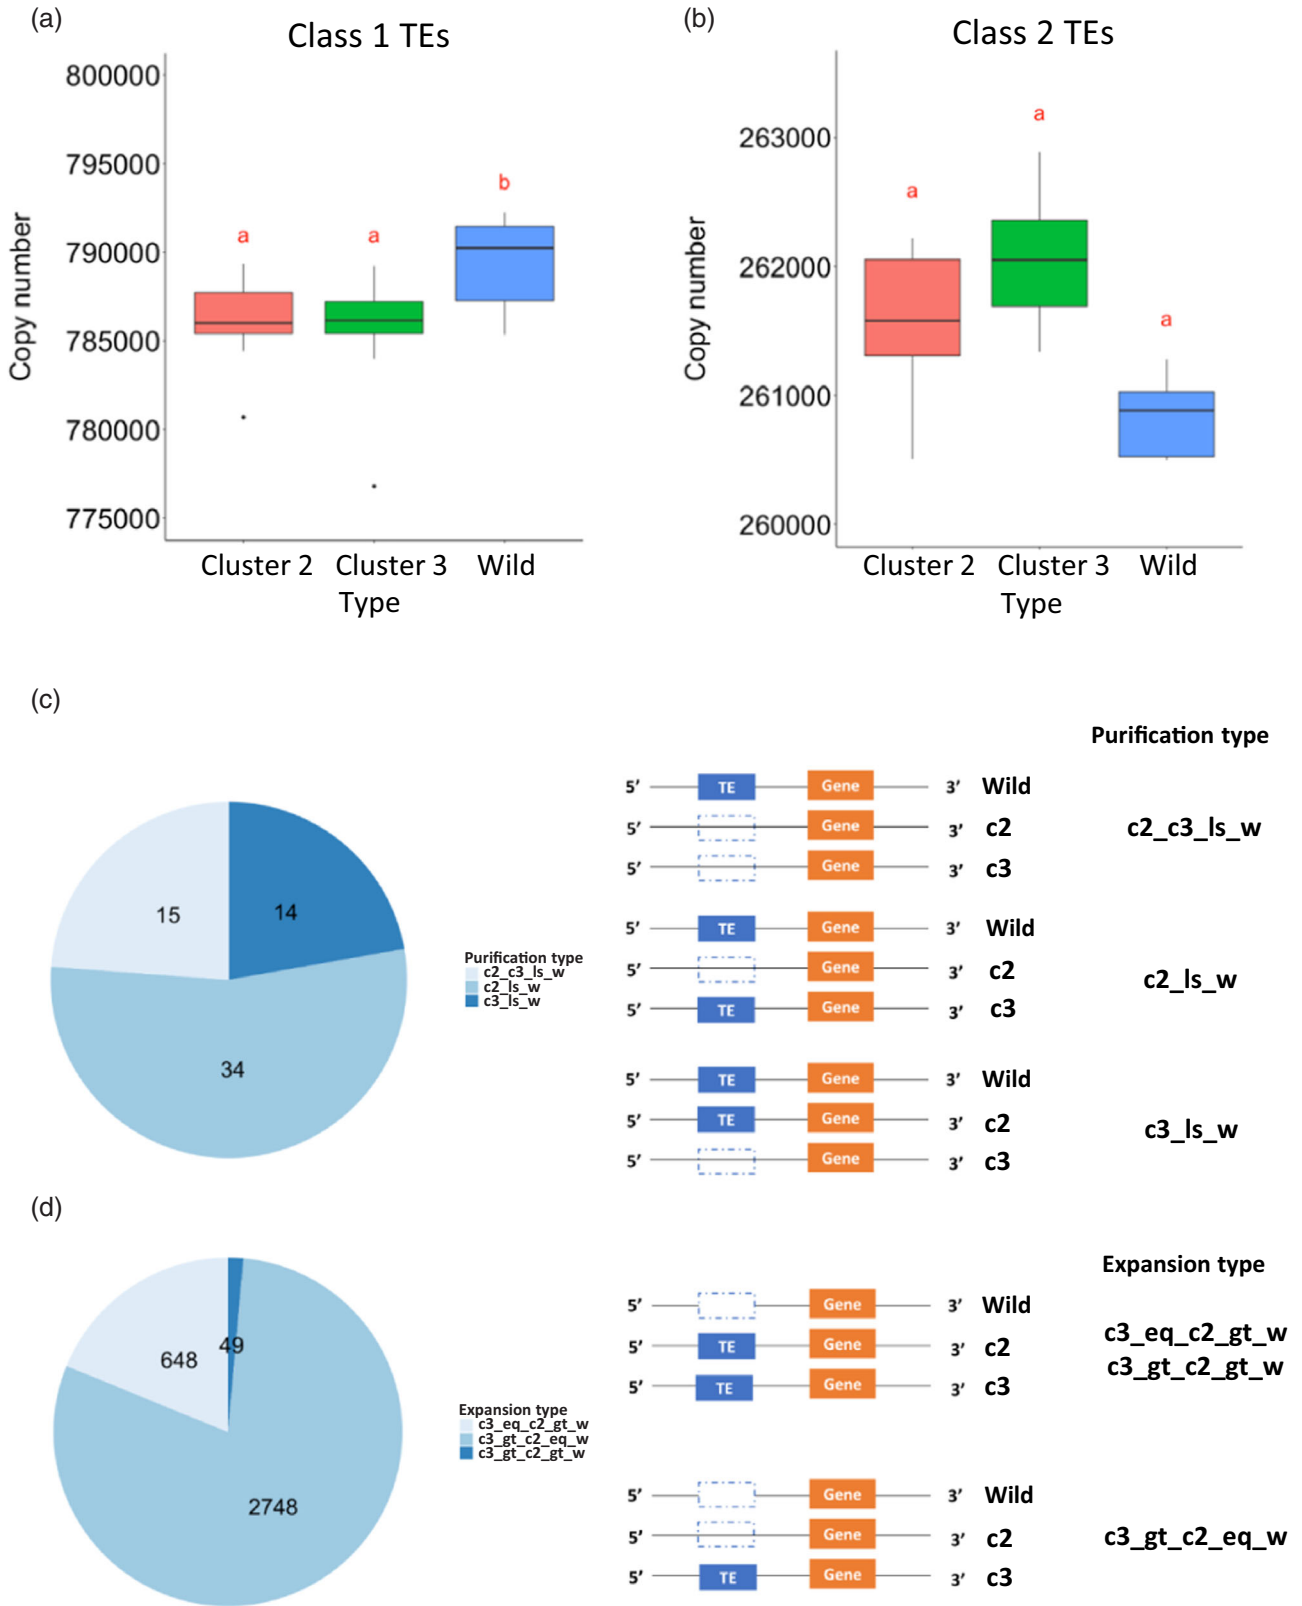 (a)
Class 1 TEs
800000
795000
790000
785000
780000
775000
Copy number
a
a
b
Cluster 2 Cluster 3 Wild
Type
(b)
Class 2 TEs
263000
262000
261000
260000
Copy number
a
a
a
Cluster 2 Cluster 3 Wild
Type
(c)
15
14
34
Purification type
c2_c3_ls_w
c2_ls_w
c3_ls_w
Purification type
5′ TE Gene 3′ Wild
5′ Gene 3′ c2
5′ Gene 3′ c3
c2_c3_ls_w
5′ TE Gene 3′ Wild
5′ Gene 3′ c2
5′ TE Gene 3′ c3
c2_ls_w
5′ TE Gene 3′ Wild
5′ TE Gene 3′ c2
5′ Gene 3′ c3
c3_ls_w
(d)
648
49
2748
Expansion type
c3_eq_c2_gt_w
c3_gt_c2_eq_w
c3_gt_c2_gt_w
Expansion type
5′ Gene 3′ Wild
5′ TE Gene 3′ c2
5′ TE Gene 3′ c3
c3_eq_c2_gt_w
c3_gt_c2_gt_w
5′ Gene 3′ Wild
5′ Gene 3′ c2
5′ TE Gene 3′ c3
c3_gt_c2_eq_w